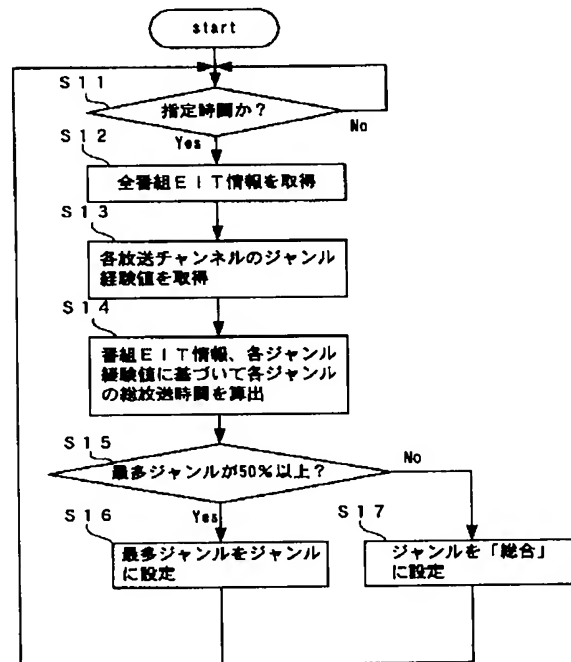 start
S11
指定時間か?
No
Yes
S12
全番組EIT情報を取得
S13
各放送チャンネルのジャンル
経験値を取得
S14
番組EIT情報、各ジャンル
経験値に基づいて各ジャンル
の総放送時間を算出
S15
最多ジャンルが50%以上?
No
Yes
S16
最多ジャンルをジャンル
に設定
S17
ジャンルを「総合」
に設定